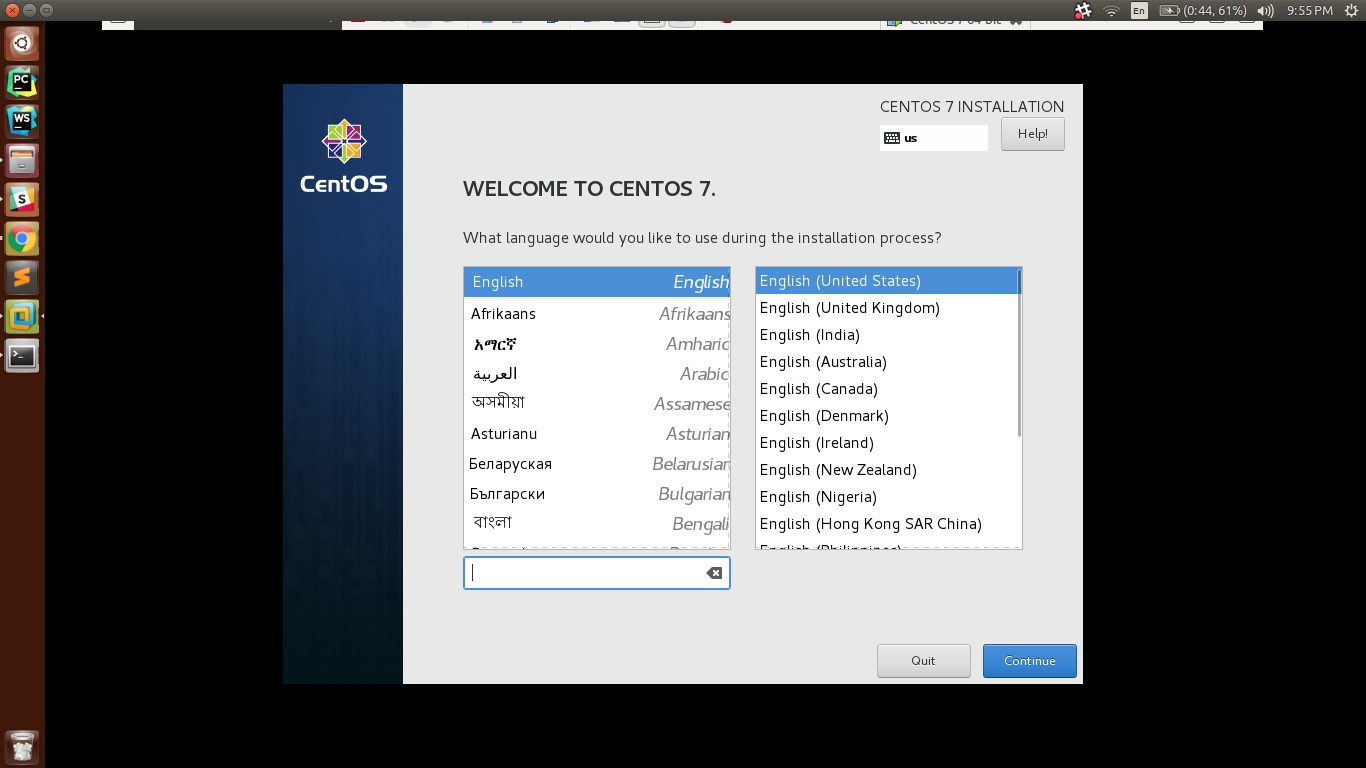 En (0:44, 61%) 9:55 PM
CentOS 7 64-bit
PC
WS
S
CENTOS 7 INSTALLATION
us Help!
CentOS
WELCOME TO CENTOS 7.
What language would you like to use during the installation process?
English English English (United States)
Afrikaans Afrikaans English (United Kingdom)
አማርኛ Amharic English (India)
العربية Arabic English (Australia)
অসমীয়া Assamese English (Canada)
Asturianu Asturian English (Denmark)
Беларуская Belarusian English (Ireland)
Български Bulgarian English (New Zealand)
বাংলা Bengali English (Nigeria)
English (Hong Kong SAR China)
English (Philippines)
Quit Continue